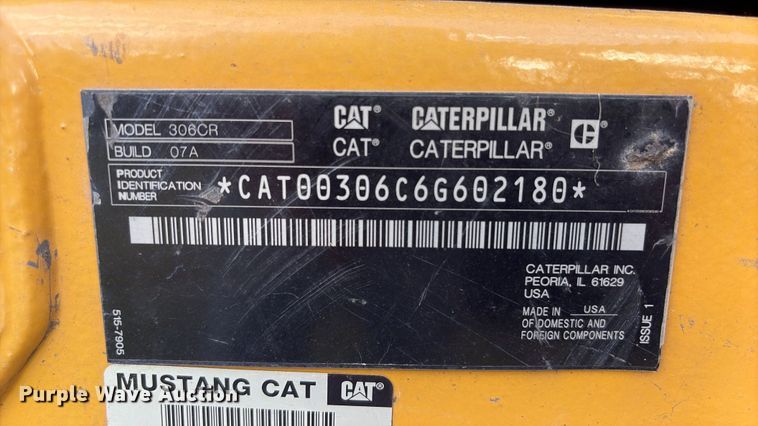 MODEL 306CR
CAT® CATERPILLAR®
BUILD 07A
CAT® CATERPILLAR®
PRODUCT
IDENTIFICATION
NUMBER
*CAT00306C6G602180*
CATERPILLAR INC.
PEORIA, IL 61629
USA
MADE IN USA
OF DOMESTIC AND
FOREIGN COMPONENTS
ISSUE 1
515-7905
MUSTANG CAT CAT®
Purple Wave Auction